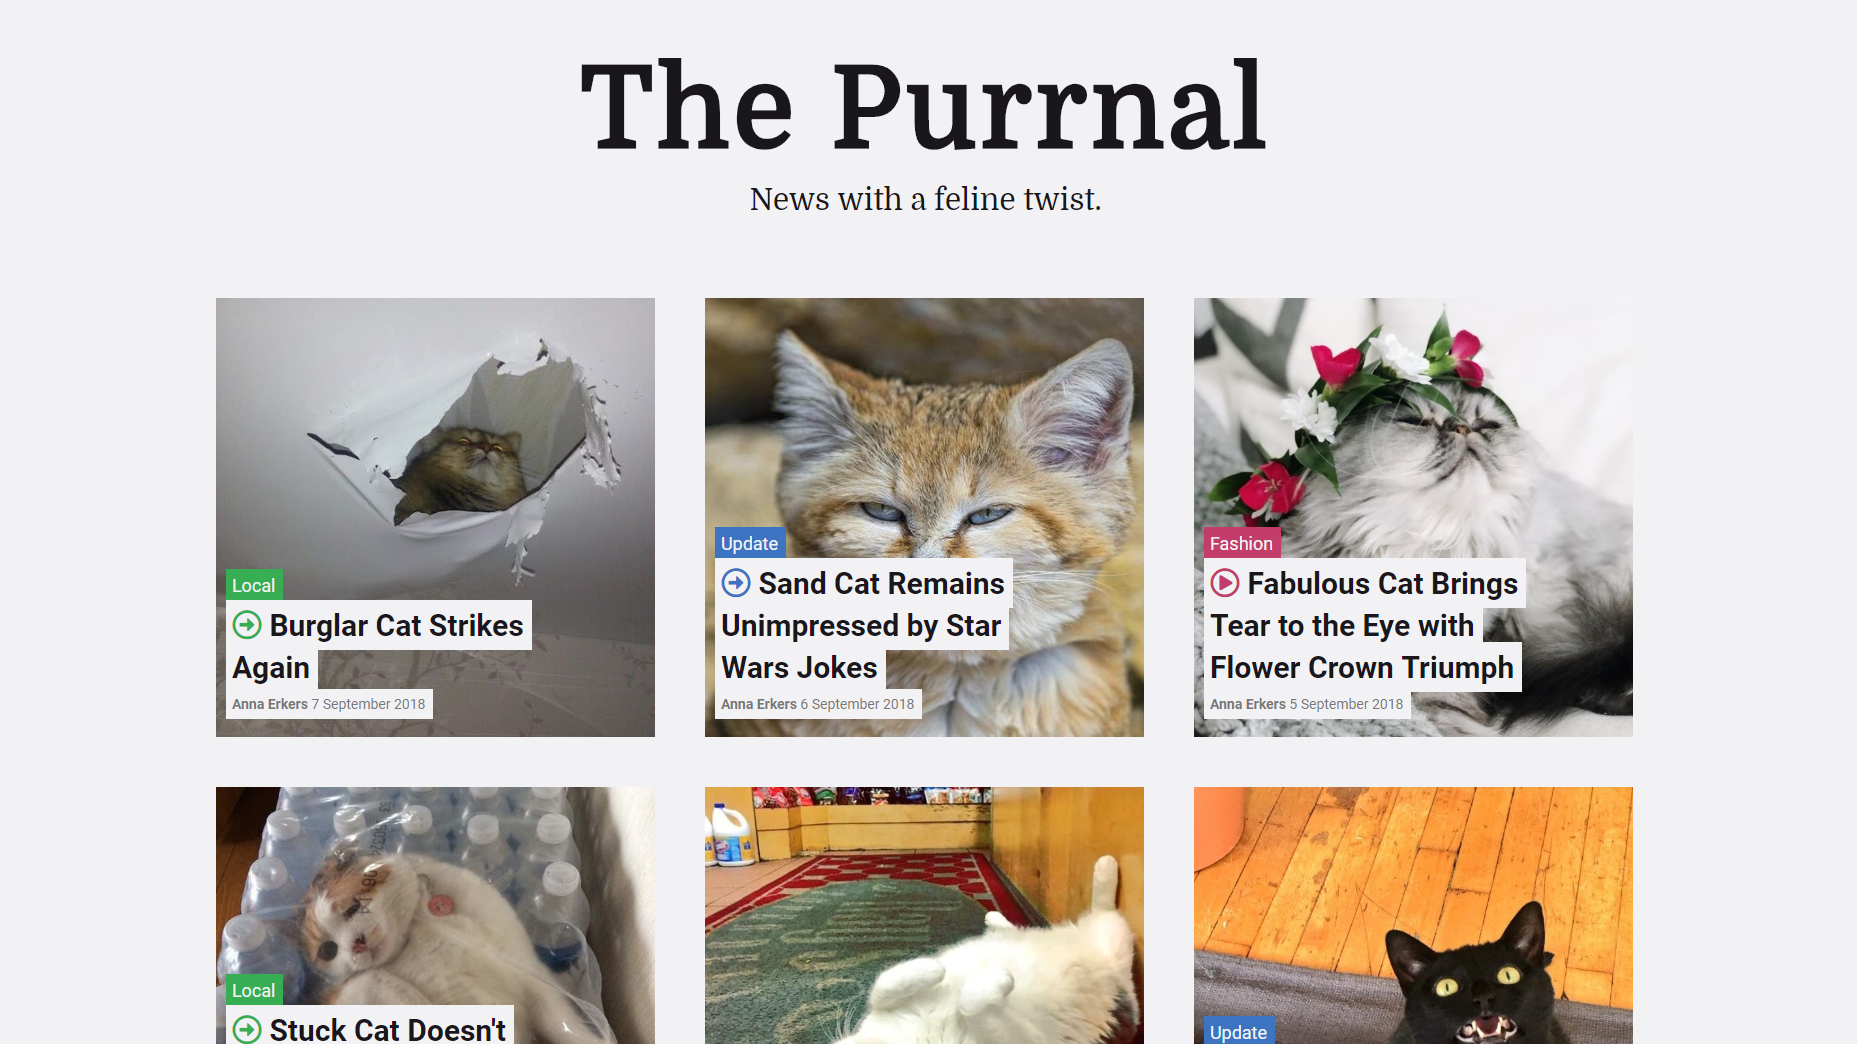 The Purrnal
News with a feline twist.
Local
Burglar Cat Strikes
Again
Anna Erkers 7 September 2018
Update
Sand Cat Remains
Unimpressed by Star
Wars Jokes
Anna Erkers 6 September 2018
Fashion
Fabulous Cat Brings
Tear to the Eye with
Flower Crown Triumph
Anna Erkers 5 September 2018
Local
Stuck Cat Doesn't
Update